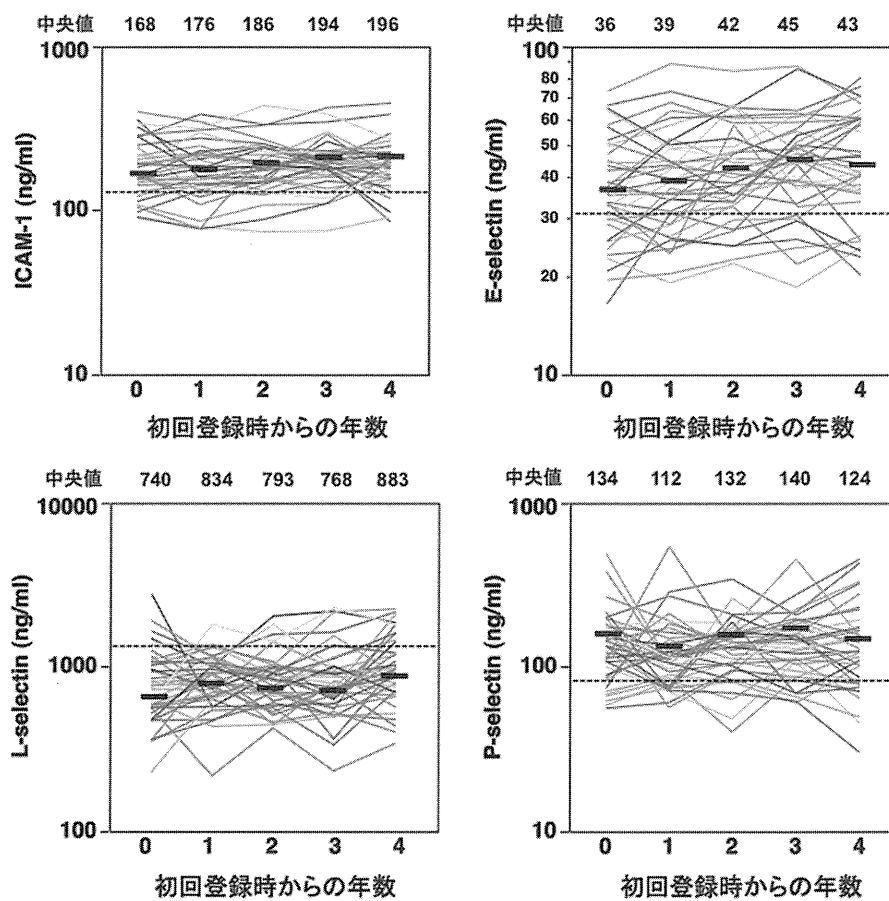 中央値 168 176 186 194 196
1000
100
10
ICAM-1 (ng/ml)
0 1 2 3 4
初回登録時からの年数
中央値 36 39 42 45 43
100
80
70
60
50
40
30
20
10
E-selectin (ng/ml)
0 1 2 3 4
初回登録時からの年数
中央値 740 834 793 768 883
10000
1000
100
L-selectin (ng/ml)
0 1 2 3 4
初回登録時からの年数
中央値 134 112 132 140 124
1000
100
10
P-selectin (ng/ml)
0 1 2 3 4
初回登録時からの年数